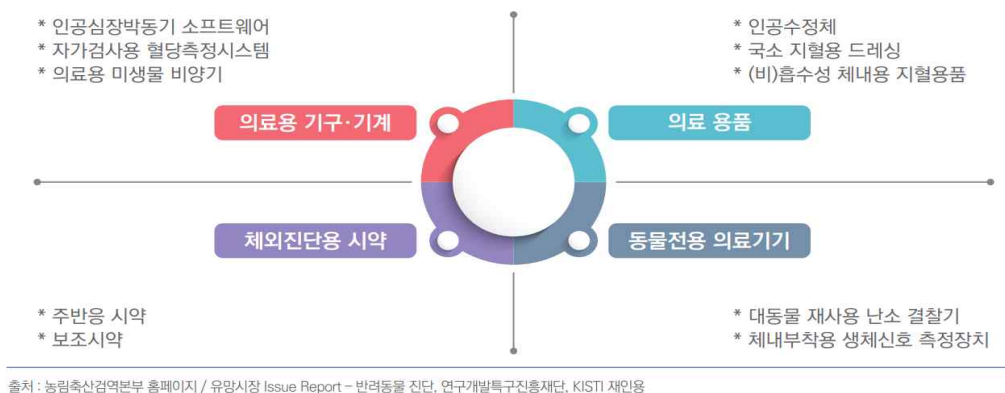 * 인공심장박동기 소프트웨어
* 자가검사용 혈당측정시스템
* 의료용 미생물 비양기
* 인공수정체
* 국소 지혈용 드레싱
* (비)흡수성 체내용 지혈용품
의료용 기구·기계
의료 용품
체외진단용 시약
동물전용 의료기기
* 주반응 시약
* 보조시약
* 대동물 재사용 난소 결찰기
* 체내부착용 생체신호 측정장치
출처 : 농림축산검역본부 홈페이지 / 유망시장 Issue Report – 반려동물 진단, 연구개발특구진흥재단, KISTI 재인용